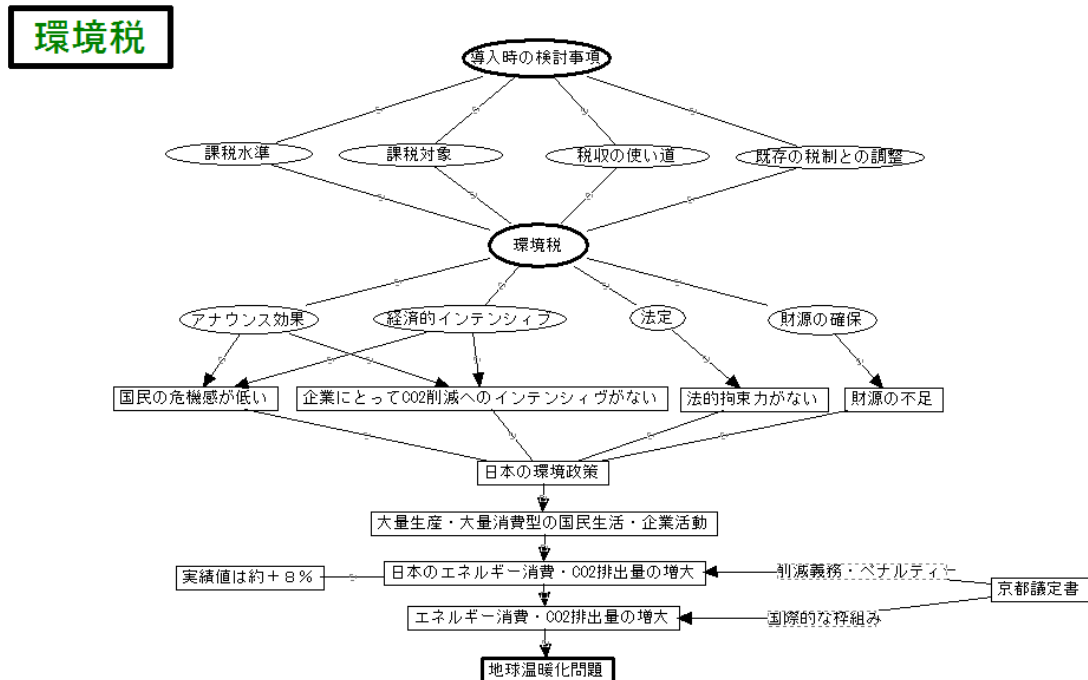 環境税
導入時の検討事項
課税水準
課税対象
税収の使い道
既存の税制との調整
環境税
アナウンス効果
経済的インテンシィブ
法定
財源の確保
国民の危機感が低い
企業にとってCO2削減へのインテンシィヴがない
法的拘束力がない
財源の不足
日本の環境政策
大量生産・大量消費型の国民生活・企業活動
実績値は約＋８％
日本のエネルギー消費・CO2排出量の増大
削減義務・ペナルティー
京都議定書
エネルギー消費・CO2排出量の増大
国際的な枠組み
地球温暖化問題